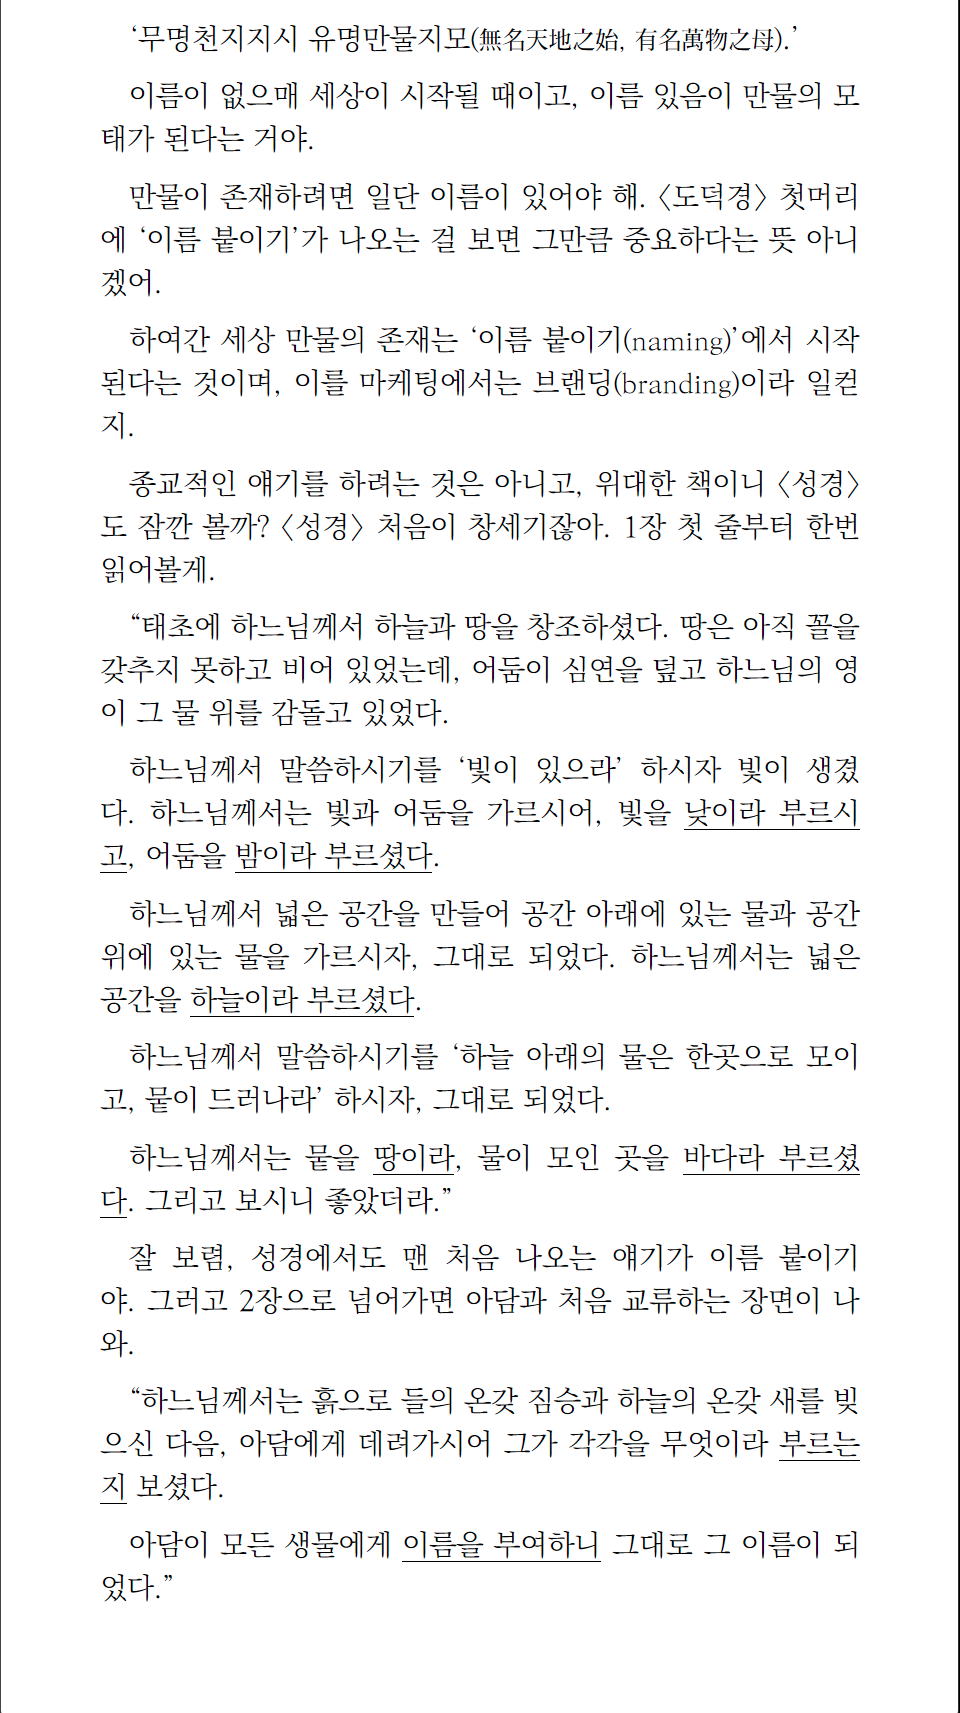 ‘무명천지지시 유명만물지모(無名天地之始, 有名萬物之母).’
이름이 없으매 세상이 시작될 때이고, 이름 있음이 만물의 모
태가 된다는 거야.
만물이 존재하려면 일단 이름이 있어야 해. 〈도덕경〉 첫머리
에 ‘이름 붙이기’가 나오는 걸 보면 그만큼 중요하다는 뜻 아니
겠어.
하여간 세상 만물의 존재는 ‘이름 붙이기(naming)’에서 시작
된다는 것이며, 이를 마케팅에서는 브랜딩(branding)이라 일컫
지.
종교적인 얘기를 하려는 것은 아니고, 위대한 책이니 〈성경〉
도 잠깐 볼까? 〈성경〉 처음이 창세기잖아. 1장 첫 줄부터 한번
읽어볼게.
“태초에 하느님께서 하늘과 땅을 창조하셨다. 땅은 아직 꼴을
갖추지 못하고 비어 있었는데, 어둠이 심연을 덮고 하느님의 영
이 그 물 위를 감돌고 있었다.
하느님께서 말씀하시기를 ‘빛이 있으라’ 하시자 빛이 생겼
다. 하느님께서는 빛과 어둠을 가르시어, 빛을 낮이라 부르시
고, 어둠을 밤이라 부르셨다.
하느님께서 넓은 공간을 만들어 공간 아래에 있는 물과 공간
위에 있는 물을 가르시자, 그대로 되었다. 하느님께서는 넓은
공간을 하늘이라 부르셨다.
하느님께서 말씀하시기를 ‘하늘 아래의 물은 한곳으로 모이
고, 뭍이 드러나라’ 하시자, 그대로 되었다.
하느님께서는 뭍을 땅이라, 물이 모인 곳을 바다라 부르셨
다. 그리고 보시니 좋았더라.”
잘 보렴, 성경에서도 맨 처음 나오는 얘기가 이름 붙이기
야. 그러고 2장으로 넘어가면 아담과 처음 교류하는 장면이 나
와.
“하느님께서는 흙으로 들의 온갖 짐승과 하늘의 온갖 새를 빚
으신 다음, 아담에게 데려가시어 그가 각각을 무엇이라 부르는
지 보셨다.
아담이 모든 생물에게 이름을 부여하니 그대로 그 이름이 되
었다.”